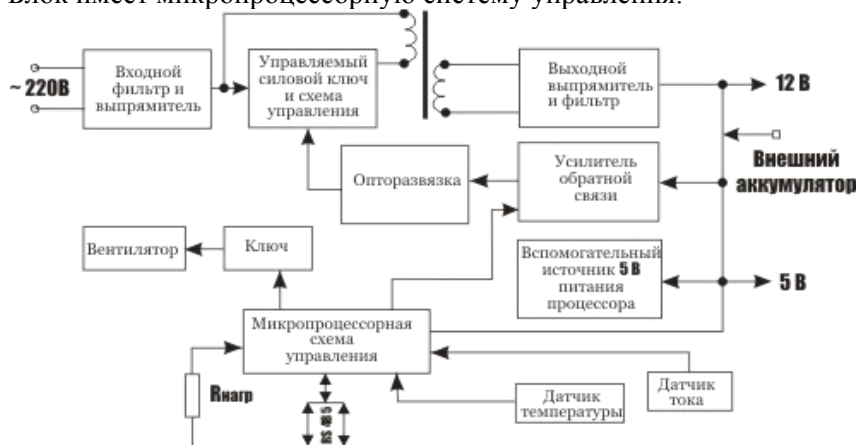 блок имеет микропроцессорную систему управления.
~ 220В
Входной
фильтр и
выпрямитель
Управляемый
силовой ключ
и схема
управления
Выходной
выпрямитель
и фильтр
12 В
Внешний
аккумулятор
Опторазвязка
Усилитель
обратной
связи
Вентилятор
Ключ
Вспомогательный
источник 5 В
питания
процессора
5 В
Микропроцессорная
схема
управления
Rнагр
RS 485
Датчик
температуры
Датчик
тока